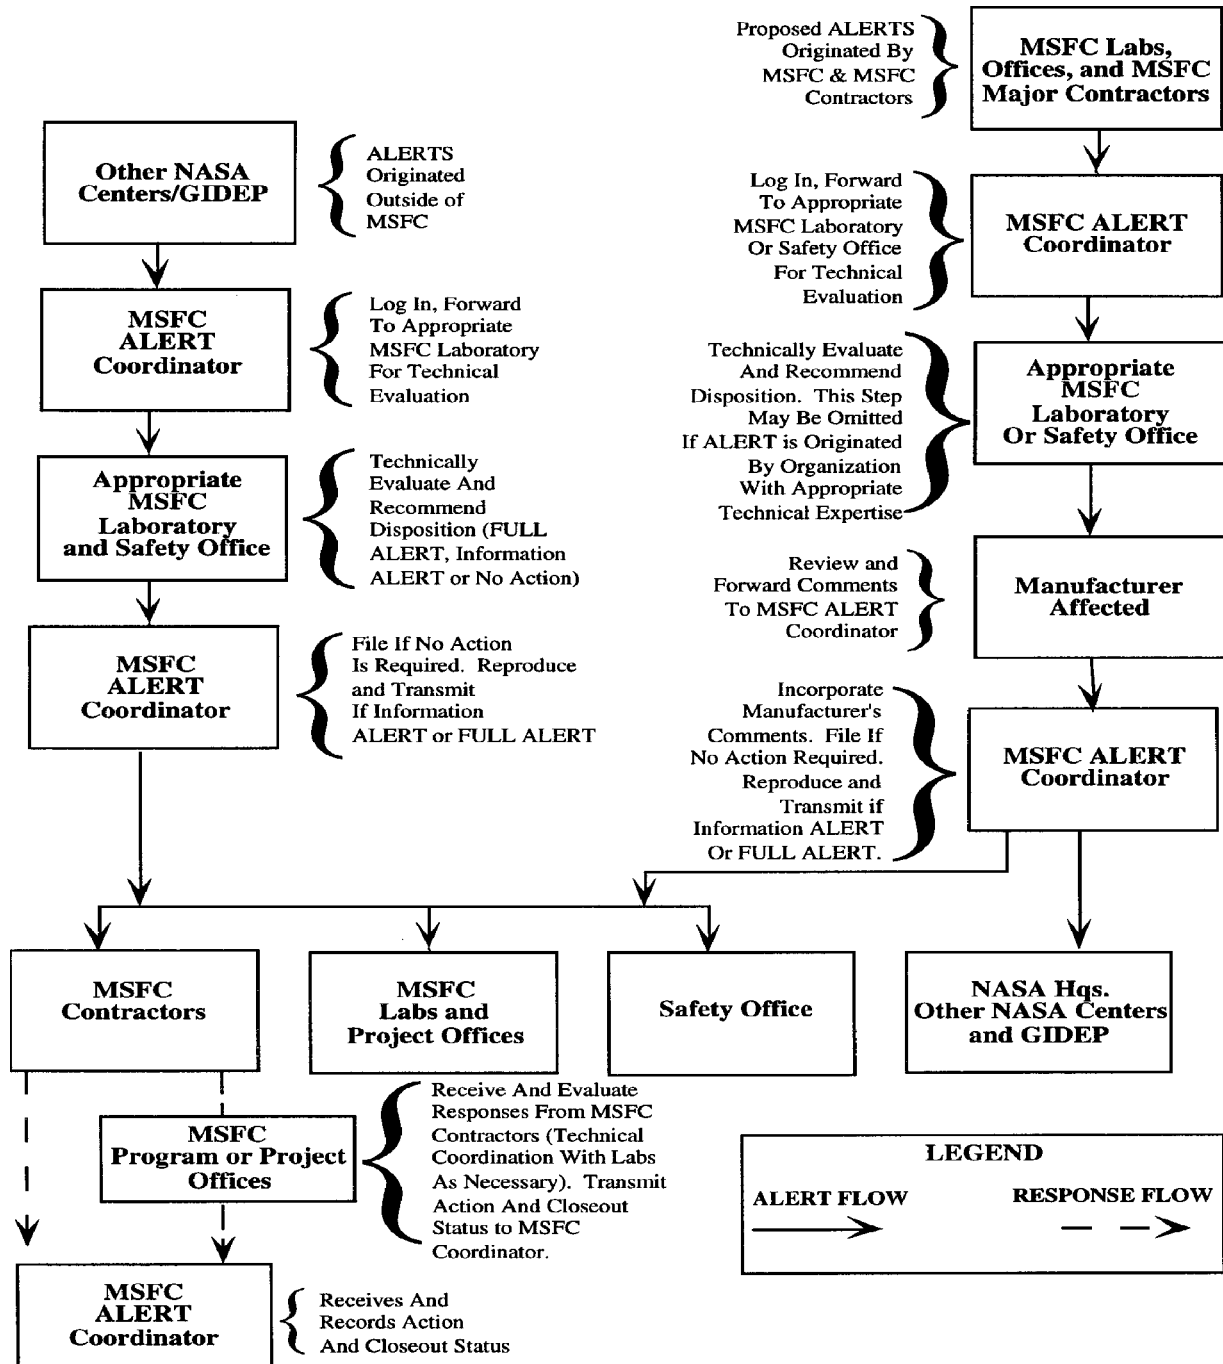 Proposed ALERTS
Originated By
MSFC & MSFC
Contractors
MSFC Labs,
Offices, and MSFC
Major Contractors
Other NASA
Centers/GIDEP
ALERTS
Originated
Outside of
MSFC
Log In, Forward
To Appropriate
MSFC Laboratory
Or Safety Office
For Technical
Evaluation
MSFC ALERT
Coordinator
MSFC
ALERT
Coordinator
Log In, Forward
To Appropriate
MSFC Laboratory
For Technical
Evaluation
Technically Evaluate
And Recommend
Disposition. This Step
May Be Omitted
If ALERT is Originated
By Organization
With Appropriate
Technical Expertise
Appropriate
MSFC
Laboratory
Or Safety Office
Appropriate
MSFC
Laboratory
and Safety Office
Technically
Evaluate And
Recommend
Disposition (FULL
ALERT, Information
ALERT or No Action)
Review and
Forward Comments
To MSFC ALERT
Coordinator
Manufacturer
Affected
MSFC
ALERT
Coordinator
File If No Action
Is Required. Reproduce
and Transmit
If Information
ALERT or FULL ALERT
Incorporate
Manufacturer's
Comments. File If
No Action Required.
Reproduce and
Transmit if
Information ALERT
Or FULL ALERT.
MSFC ALERT
Coordinator
MSFC
Contractors
MSFC
Labs and
Project Offices
Safety Office
NASA Hqs.
Other NASA Centers
and GIDEP
MSFC
Program or Project
Offices
Receive And Evaluate
Responses From MSFC
Contractors (Technical
Coordination With Labs
As Necessary). Transmit
Action And Closeout
Status to MSFC
Coordinator.
LEGEND
ALERT FLOW
RESPONSE FLOW
MSFC
ALERT
Coordinator
Receives And
Records Action
And Closeout Status